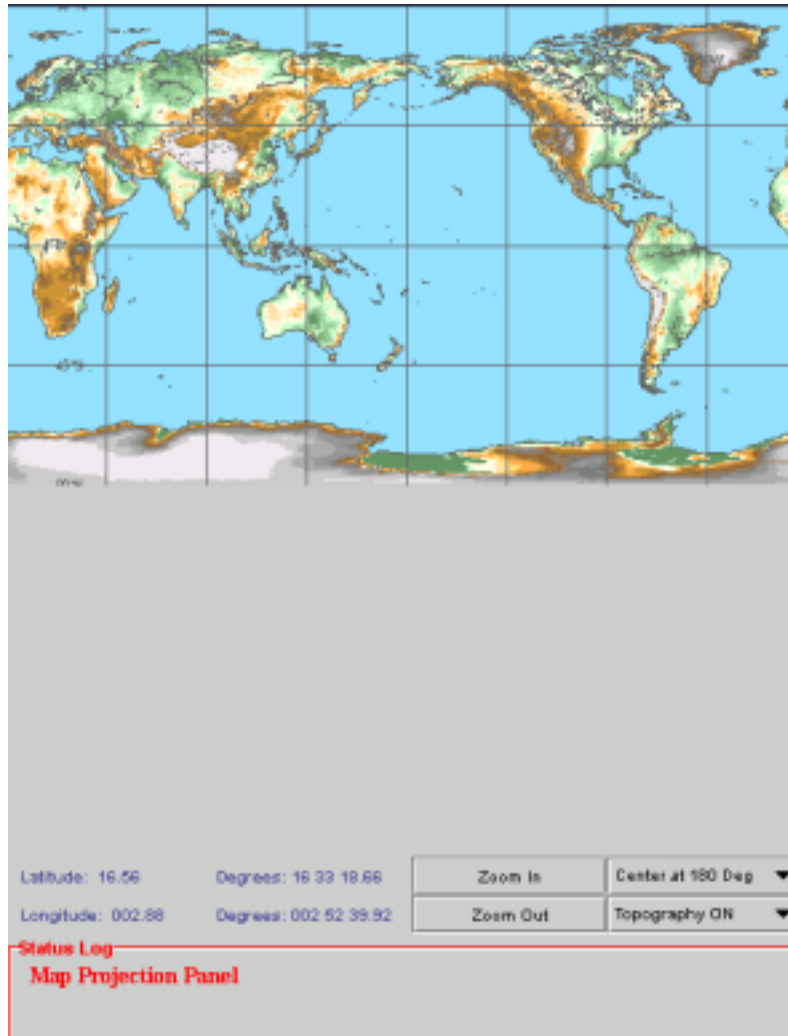 45°S
Latitude: 16.56 Degrees: 16 33 18.66 Zoom In Center at 180 Deg
Longitude: 002.88 Degrees: 002 52 39.92 Zoom Out Topography ON
Status Log
Map Projection Panel